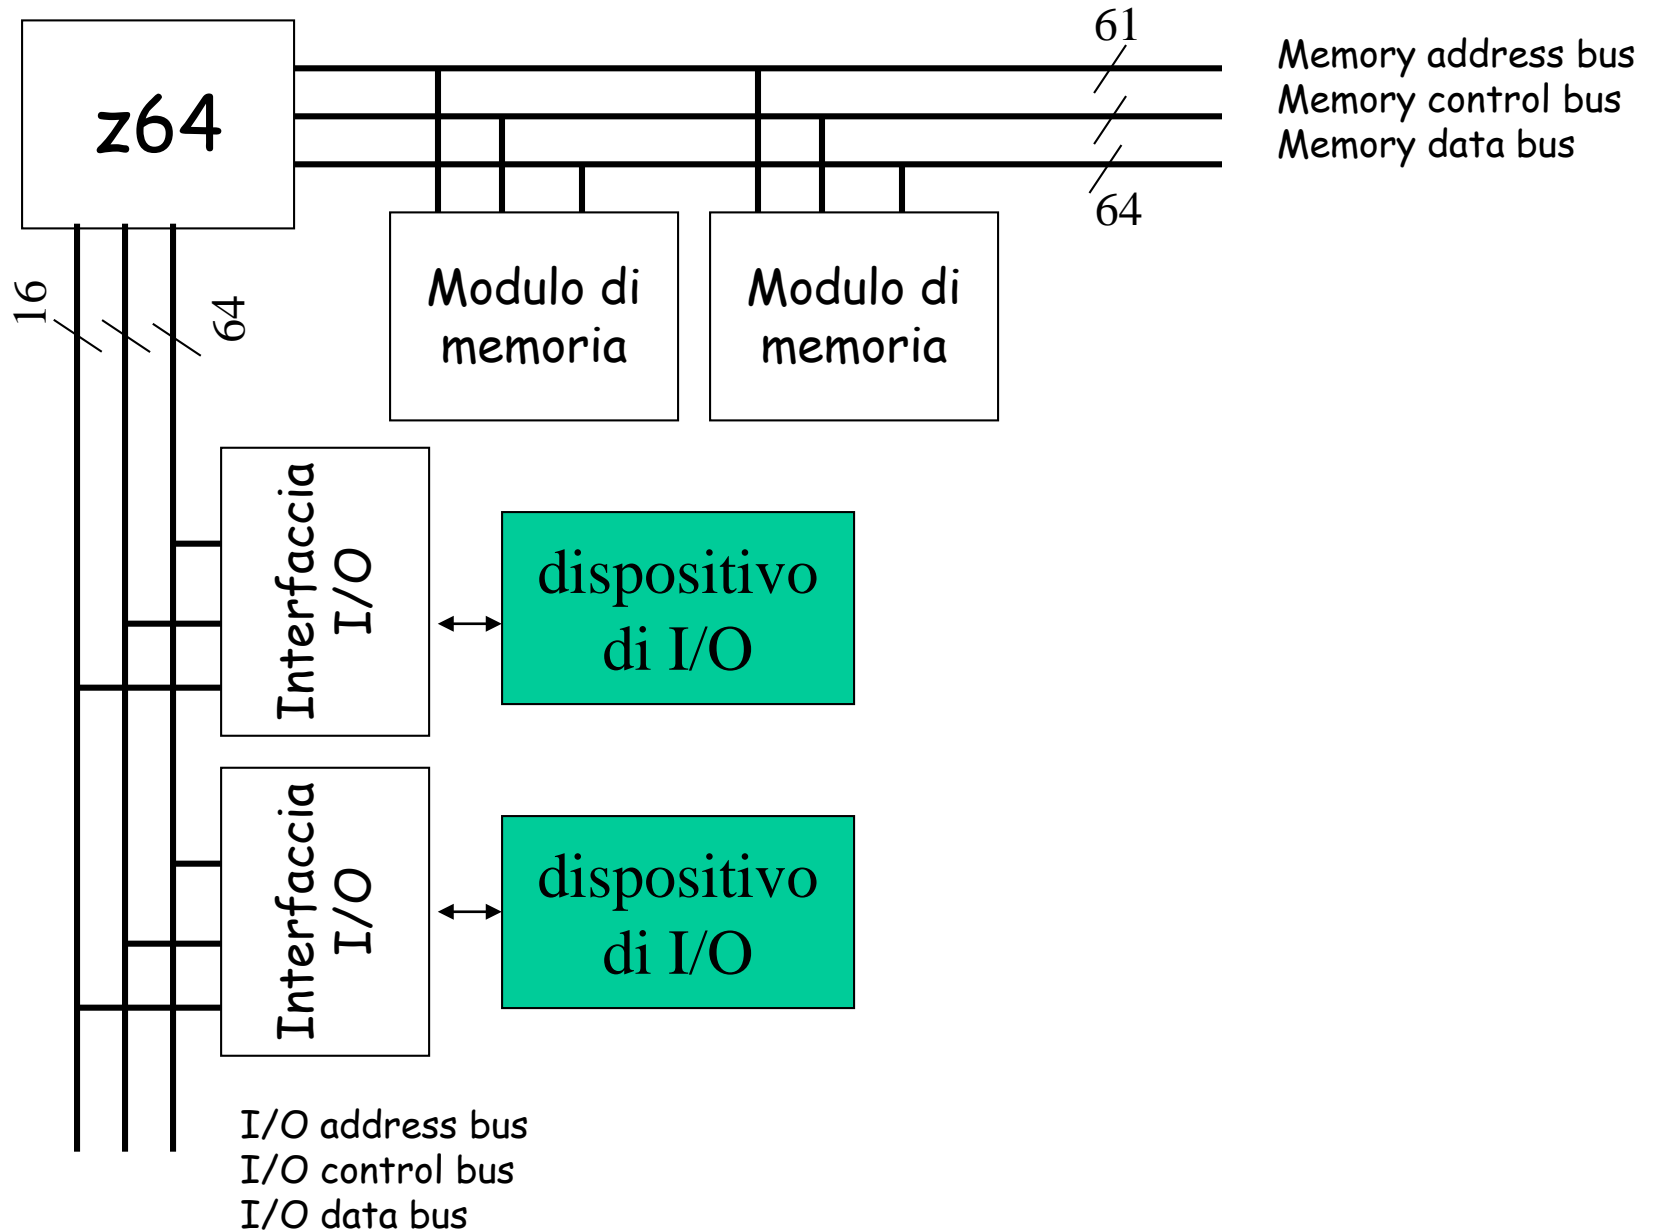 61
Memory address bus
z64
Memory control bus
Memory data bus
64
16
64
Modulo di
memoria
Modulo di
memoria
Interfaccia
I/O
dispositivo
di I/O
Interfaccia
I/O
dispositivo
di I/O
I/O address bus
I/O control bus
I/O data bus